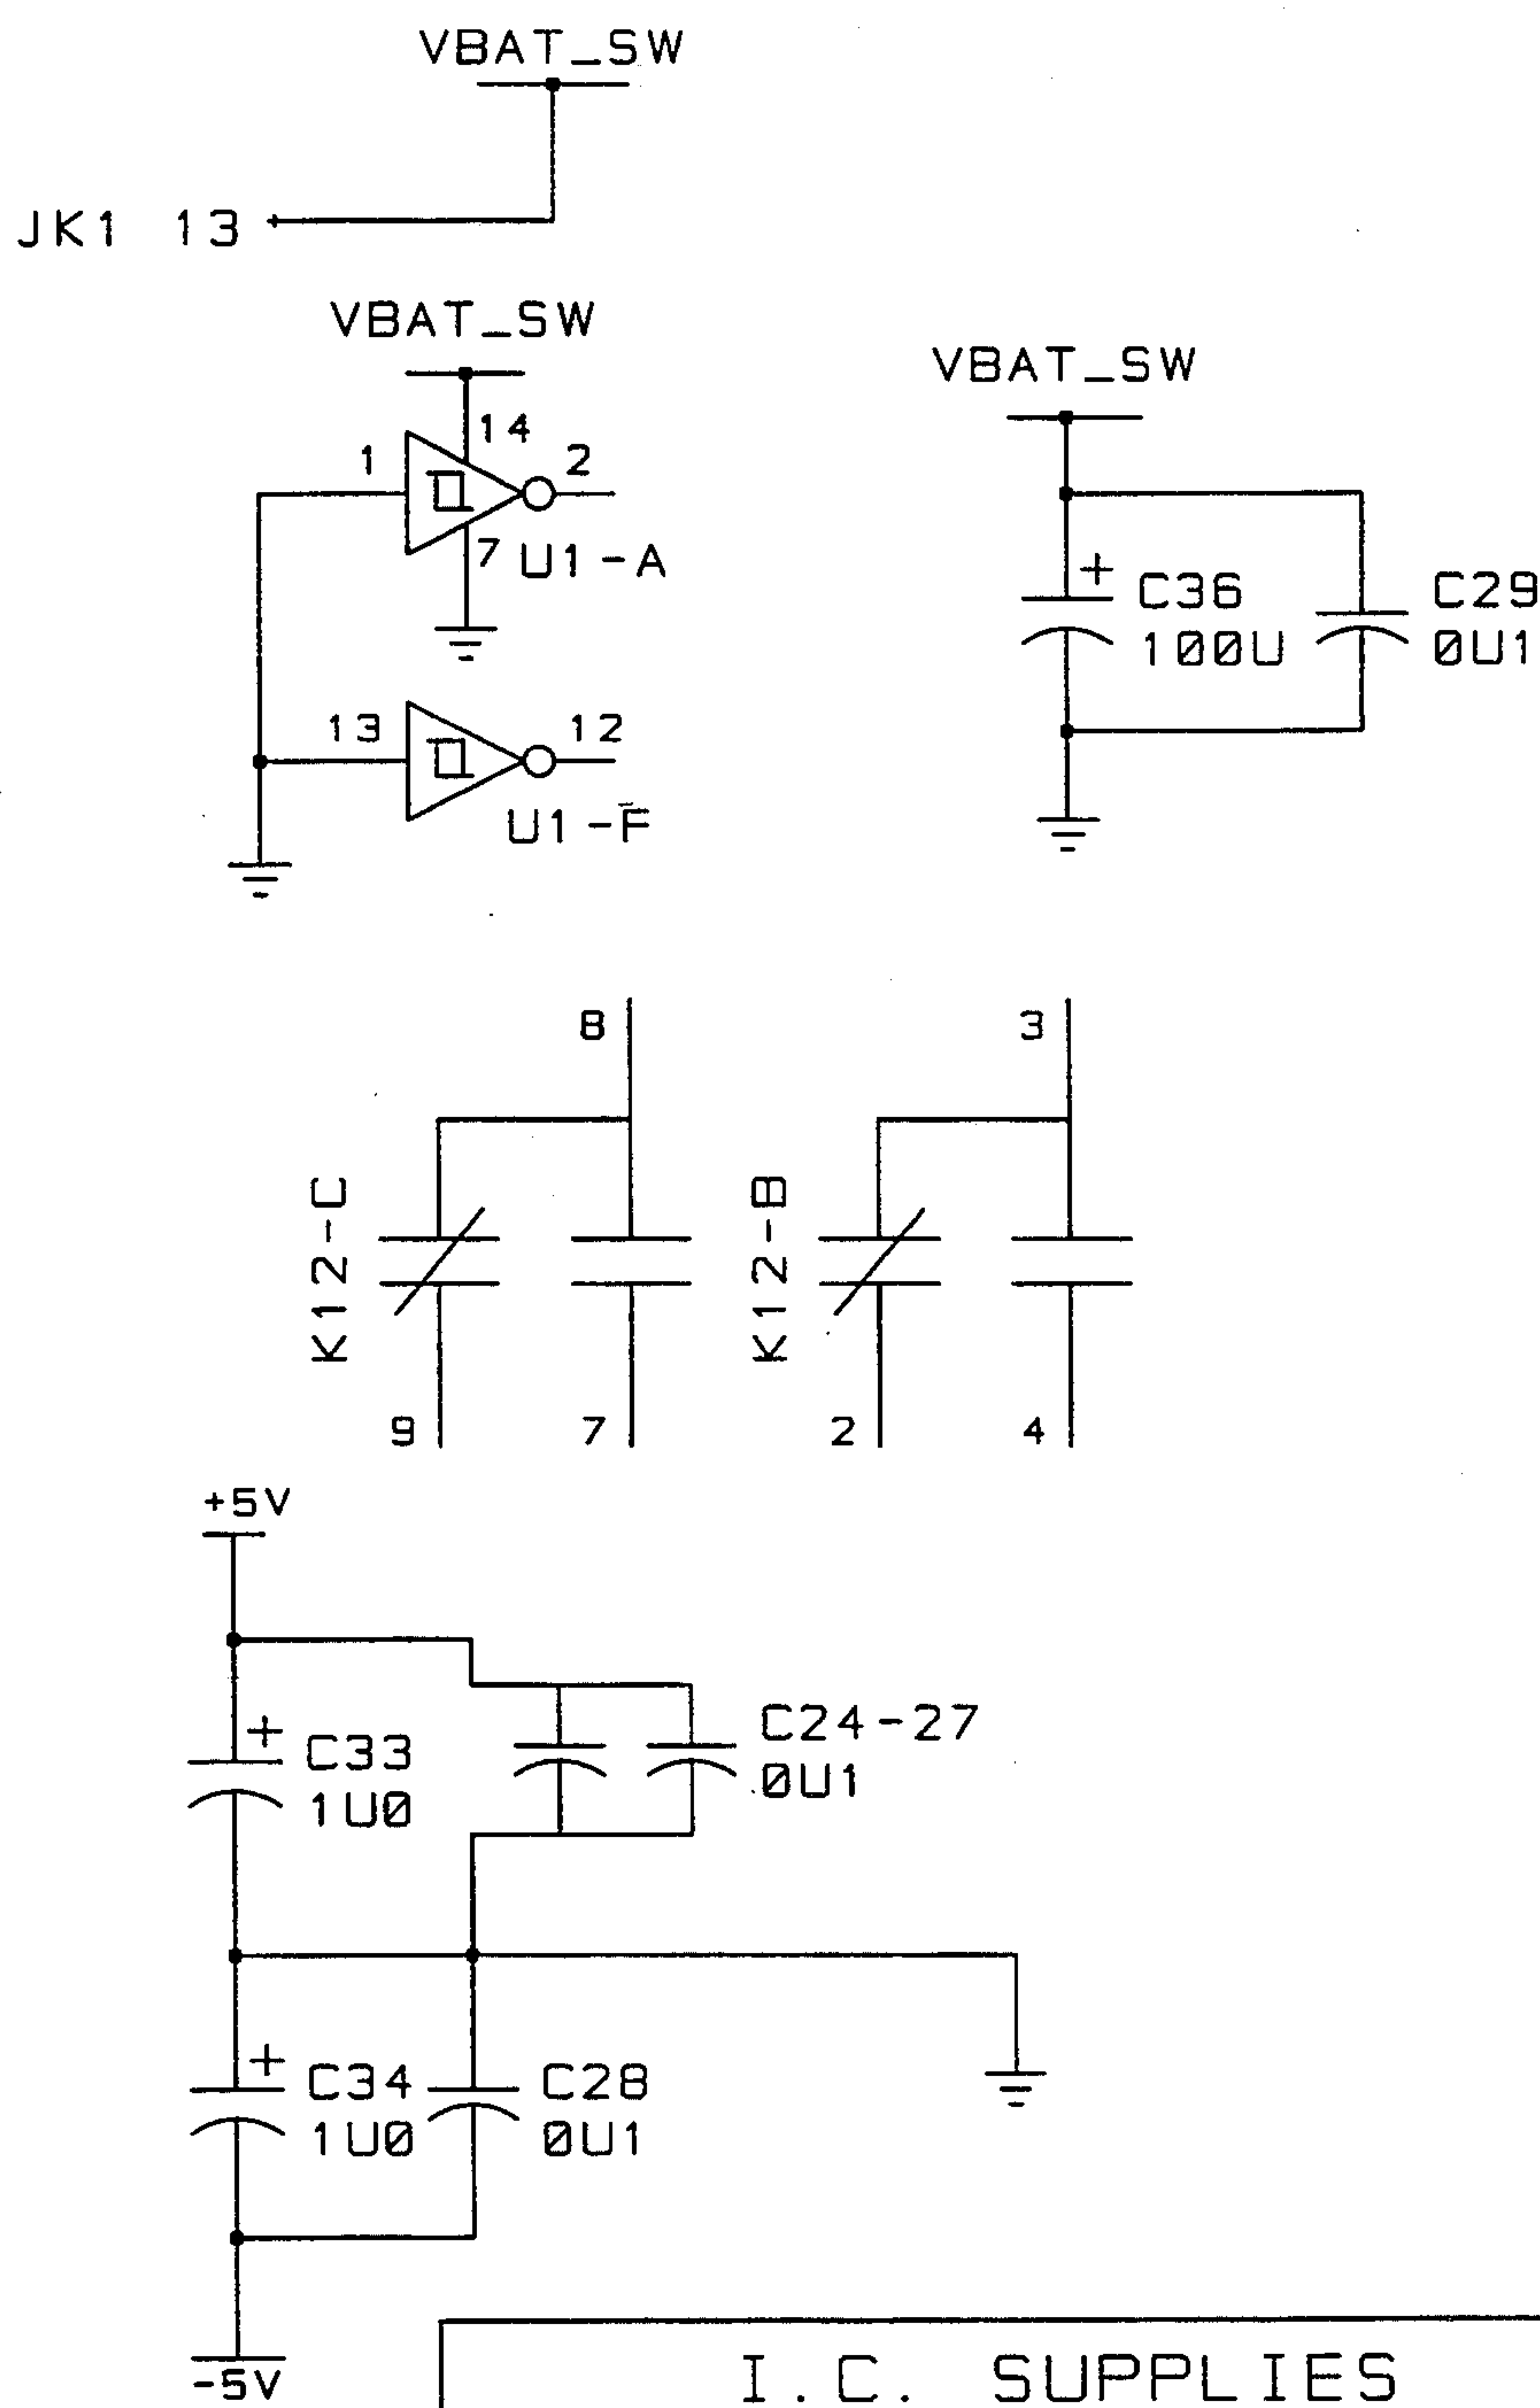 VBAT_SW
JK1 13
VBAT_SW
14
1
2
7
U1-A
13
12
U1-F
VBAT_SW
+
C36
100U
C29
0U1
8
3
K12-C
K12-B
9
7
2
4
+5V
+
C33
1U0
C24-27
0U1
+
C34
1U0
C28
0U1
-5V
I.C. SUPPLIES